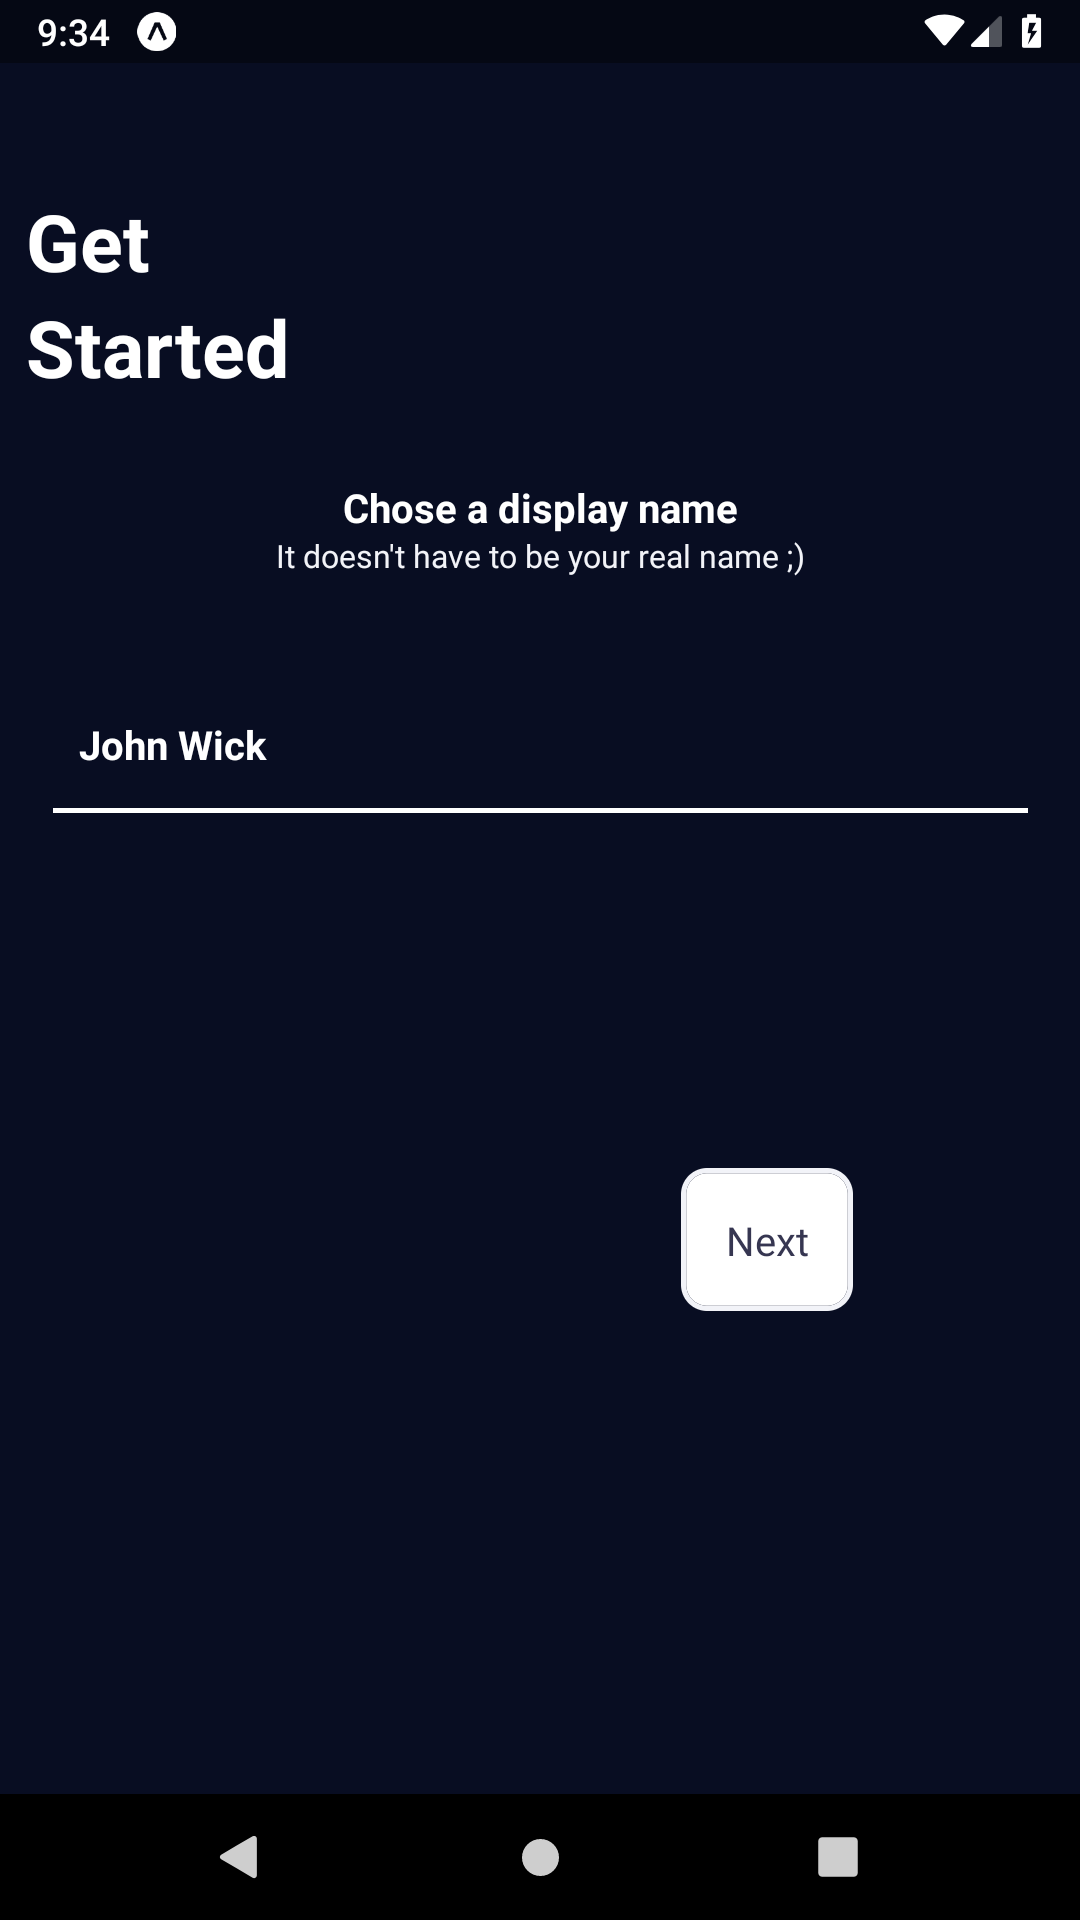 9:34
Get
Started
Chose a display name
It doesn't have to be your real name ;)
John Wick
Next